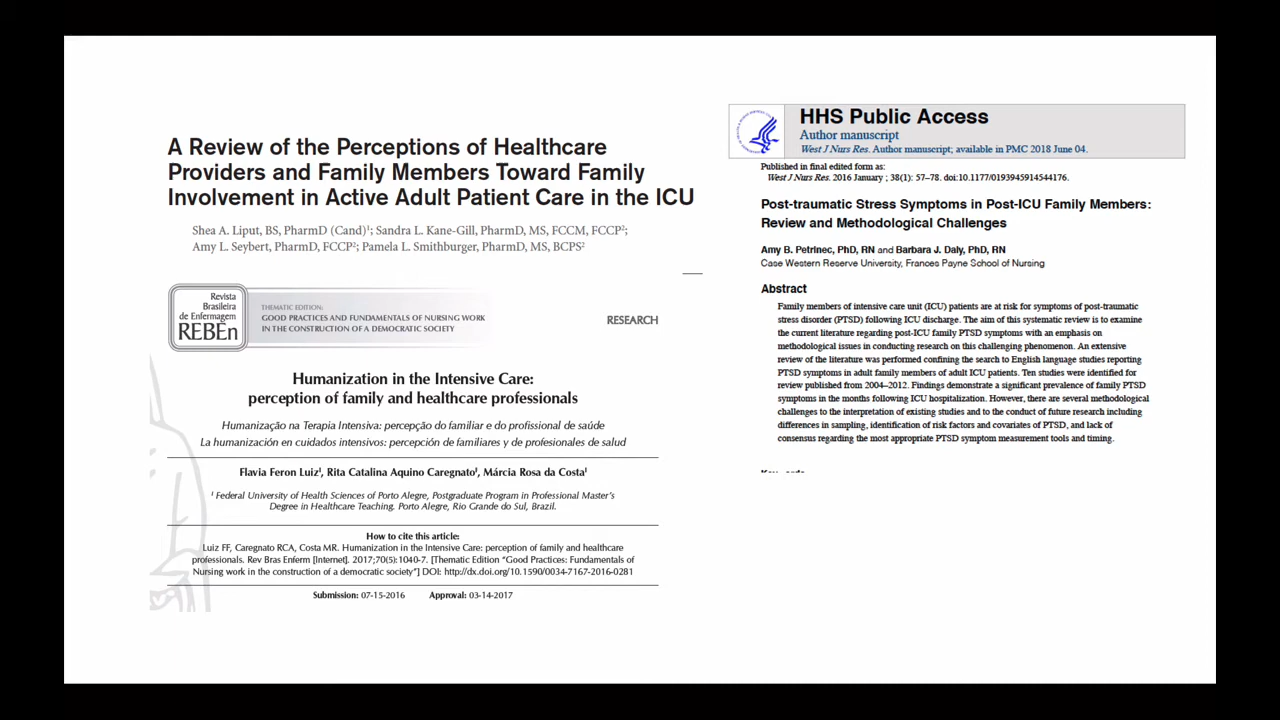 A Review of the Perceptions of Healthcare
Providers and Family Members Toward Family
Involvement in Active Adult Patient Care in the ICU
Shea A. Liput, BS, PharmD (Cand)¹; Sandra L. Kane-Gill, PharmD, MS, FCCM, FCCP²;
Amy L. Seybert, PharmD, FCCP²; Pamela L. Smithburger, PharmD, MS, BCPS²
Revista
Brasileira
de Enfermagem
REBEn
THEMATIC EDITION:
GOOD PRACTICES AND FUNDAMENTALS OF NURSING WORK
IN THE CONSTRUCTION OF A DEMOCRATIC SOCIETY
RESEARCH
Humanization in the Intensive Care:
perception of family and healthcare professionals
Humanização na Terapia Intensiva: percepção do familiar e do profissional de saúde
La humanización en cuidados intensivos: percepción de familiares y de profesionales de salud
Flavia Feron Luiz¹, Rita Catalina Aquino Caregnato¹, Márcia Rosa da Costa¹
¹ Federal University of Health Sciences of Porto Alegre, Postgraduate Program in Professional Master's
Degree in Healthcare Teaching. Porto Alegre, Rio Grande do Sul, Brazil.
How to cite this article:
Luiz FF, Caregnato RCA, Costa MR. Humanization in the Intensive Care: perception of family and healthcare
professionals. Rev Bras Enferm [Internet]. 2017;70(5):1040-7. [Thematic Edition "Good Practices: Fundamentals of
Nursing work in the construction of a democratic society"] DOI: http://dx.doi.org/10.1590/0034-7167-2016-0281
Submission: 07-15-2016 Approval: 03-14-2017
HHS Public Access
Author manuscript
West J Nurs Res. Author manuscript; available in PMC 2018 June 04.
Published in final edited form as:
West J Nurs Res. 2016 January ; 38(1): 57–78. doi:10.1177/0193945914544176.
Post-traumatic Stress Symptoms in Post-ICU Family Members:
Review and Methodological Challenges
Amy B. Petrinec, PhD, RN and Barbara J. Daly, PhD, RN
Case Western Reserve University, Frances Payne School of Nursing
Abstract
Family members of intensive care unit (ICU) patients are at risk for symptoms of post-traumatic
stress disorder (PTSD) following ICU discharge. The aim of this systematic review is to examine
the current literature regarding post-ICU family PTSD symptoms with an emphasis on
methodological issues in conducting research on this challenging phenomenon. An extensive
review of the literature was performed confining the search to English language studies reporting
PTSD symptoms in adult family members of adult ICU patients. Ten studies were identified for
review published from 2004–2012. Findings demonstrate a significant prevalence of family PTSD
symptoms in the months following ICU hospitalization. However, there are several methodological
challenges to the interpretation of existing studies and to the conduct of future research including
differences in sampling, identification of risk factors and covariates of PTSD, and lack of
consensus regarding the most appropriate PTSD symptom measurement tools and timing.